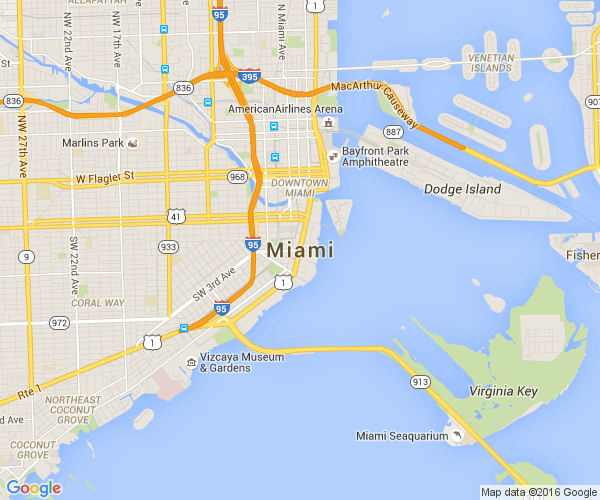 ALLAPATTAH
95
N Miami Ave
NW 22nd Ave
NW 17th Ave
VENETIAN
ISLANDS
St
836
395
836
MacArthur Causeway
907
AmericanAirlines Arena
887
Marlins Park
Bayfront Park
Amphitheatre
NW 27th Ave
W Flagler St
968
DOWNTOWN
MIAMI
Dodge Island
41
933
95
Miami
9
SW 22nd Ave
SW 3rd Ave
1
Fisher
CORAL WAY
972
95
1
Vizcaya Museum
& Gardens
Rte 1
913
Virginia Key
NORTHEAST
COCONUT
GROVE
d Ave
Miami Seaquarium
COCONUT
GROVE
Google
Map data ©2016 Google